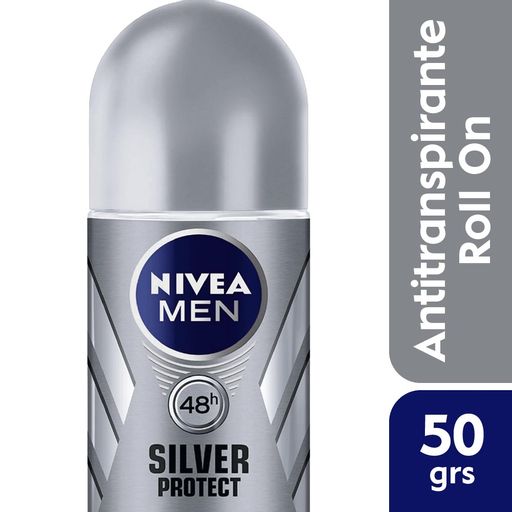 NIVEA
MEN
48h
SILVER
PROTECT
Antitranspirante
Roll On
50
grs